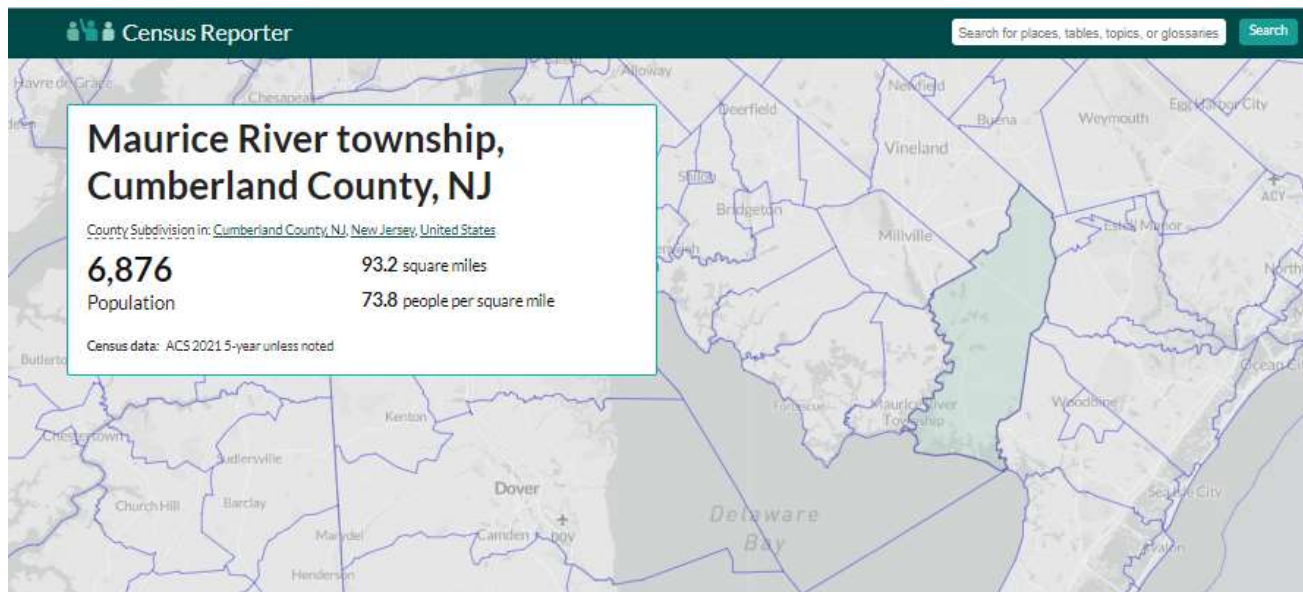 Census Reporter
Search for places, tables, topics, or glossaries
Search
Havre de Grace
Chesapeake
Alloway
Deerfield
Newfield
Buena
Weymouth
Egg Harbor City
Vineland
Maurice River township,
Cumberland County, NJ
Bridgeton
ACY
Estell Manor
County Subdivision in: Cumberland County, NJ, New Jersey, United States
Millville
6,876
93.2 square miles
Population
73.8 people per square mile
Census data: ACS 2021 5-year unless noted
Fortescue
Maurice River
Township
Woodbine
Kenton
Chestertown
Sudlersville
Dover
Church Hill
Barclay
Sea Isle City
Delaware
Bay
Marydel
Camden
DOV
Avalon
Henderson